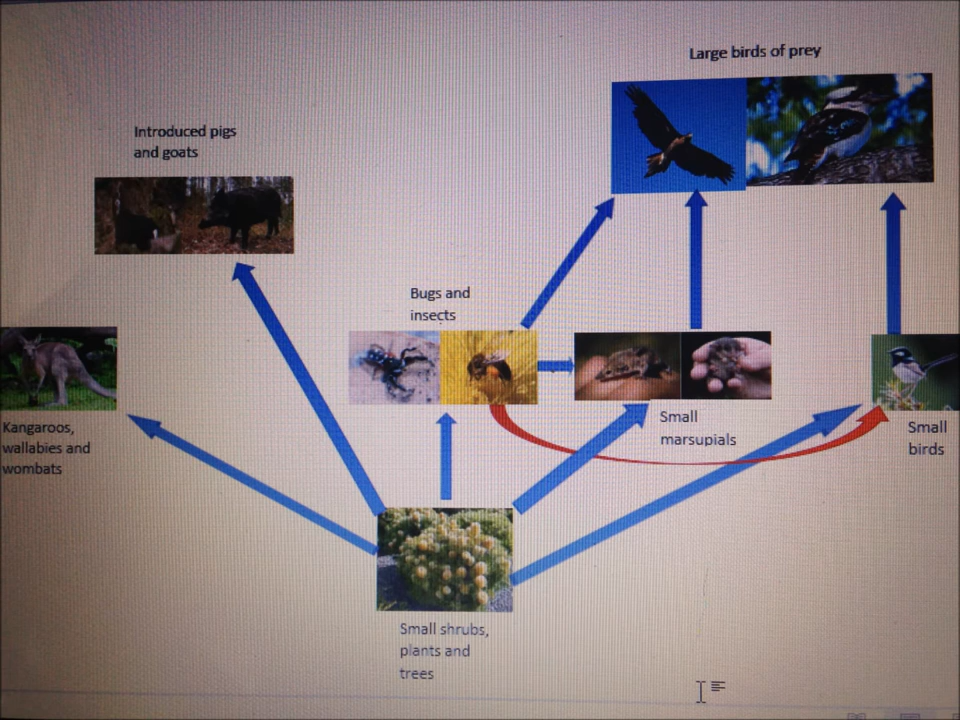 Large birds of prey
Introduced pigs
and goats
Bugs and
insects
Kangaroos,
wallabies and
wombats
Small
marsupials
Small
birds
Small shrubs,
plants and
trees